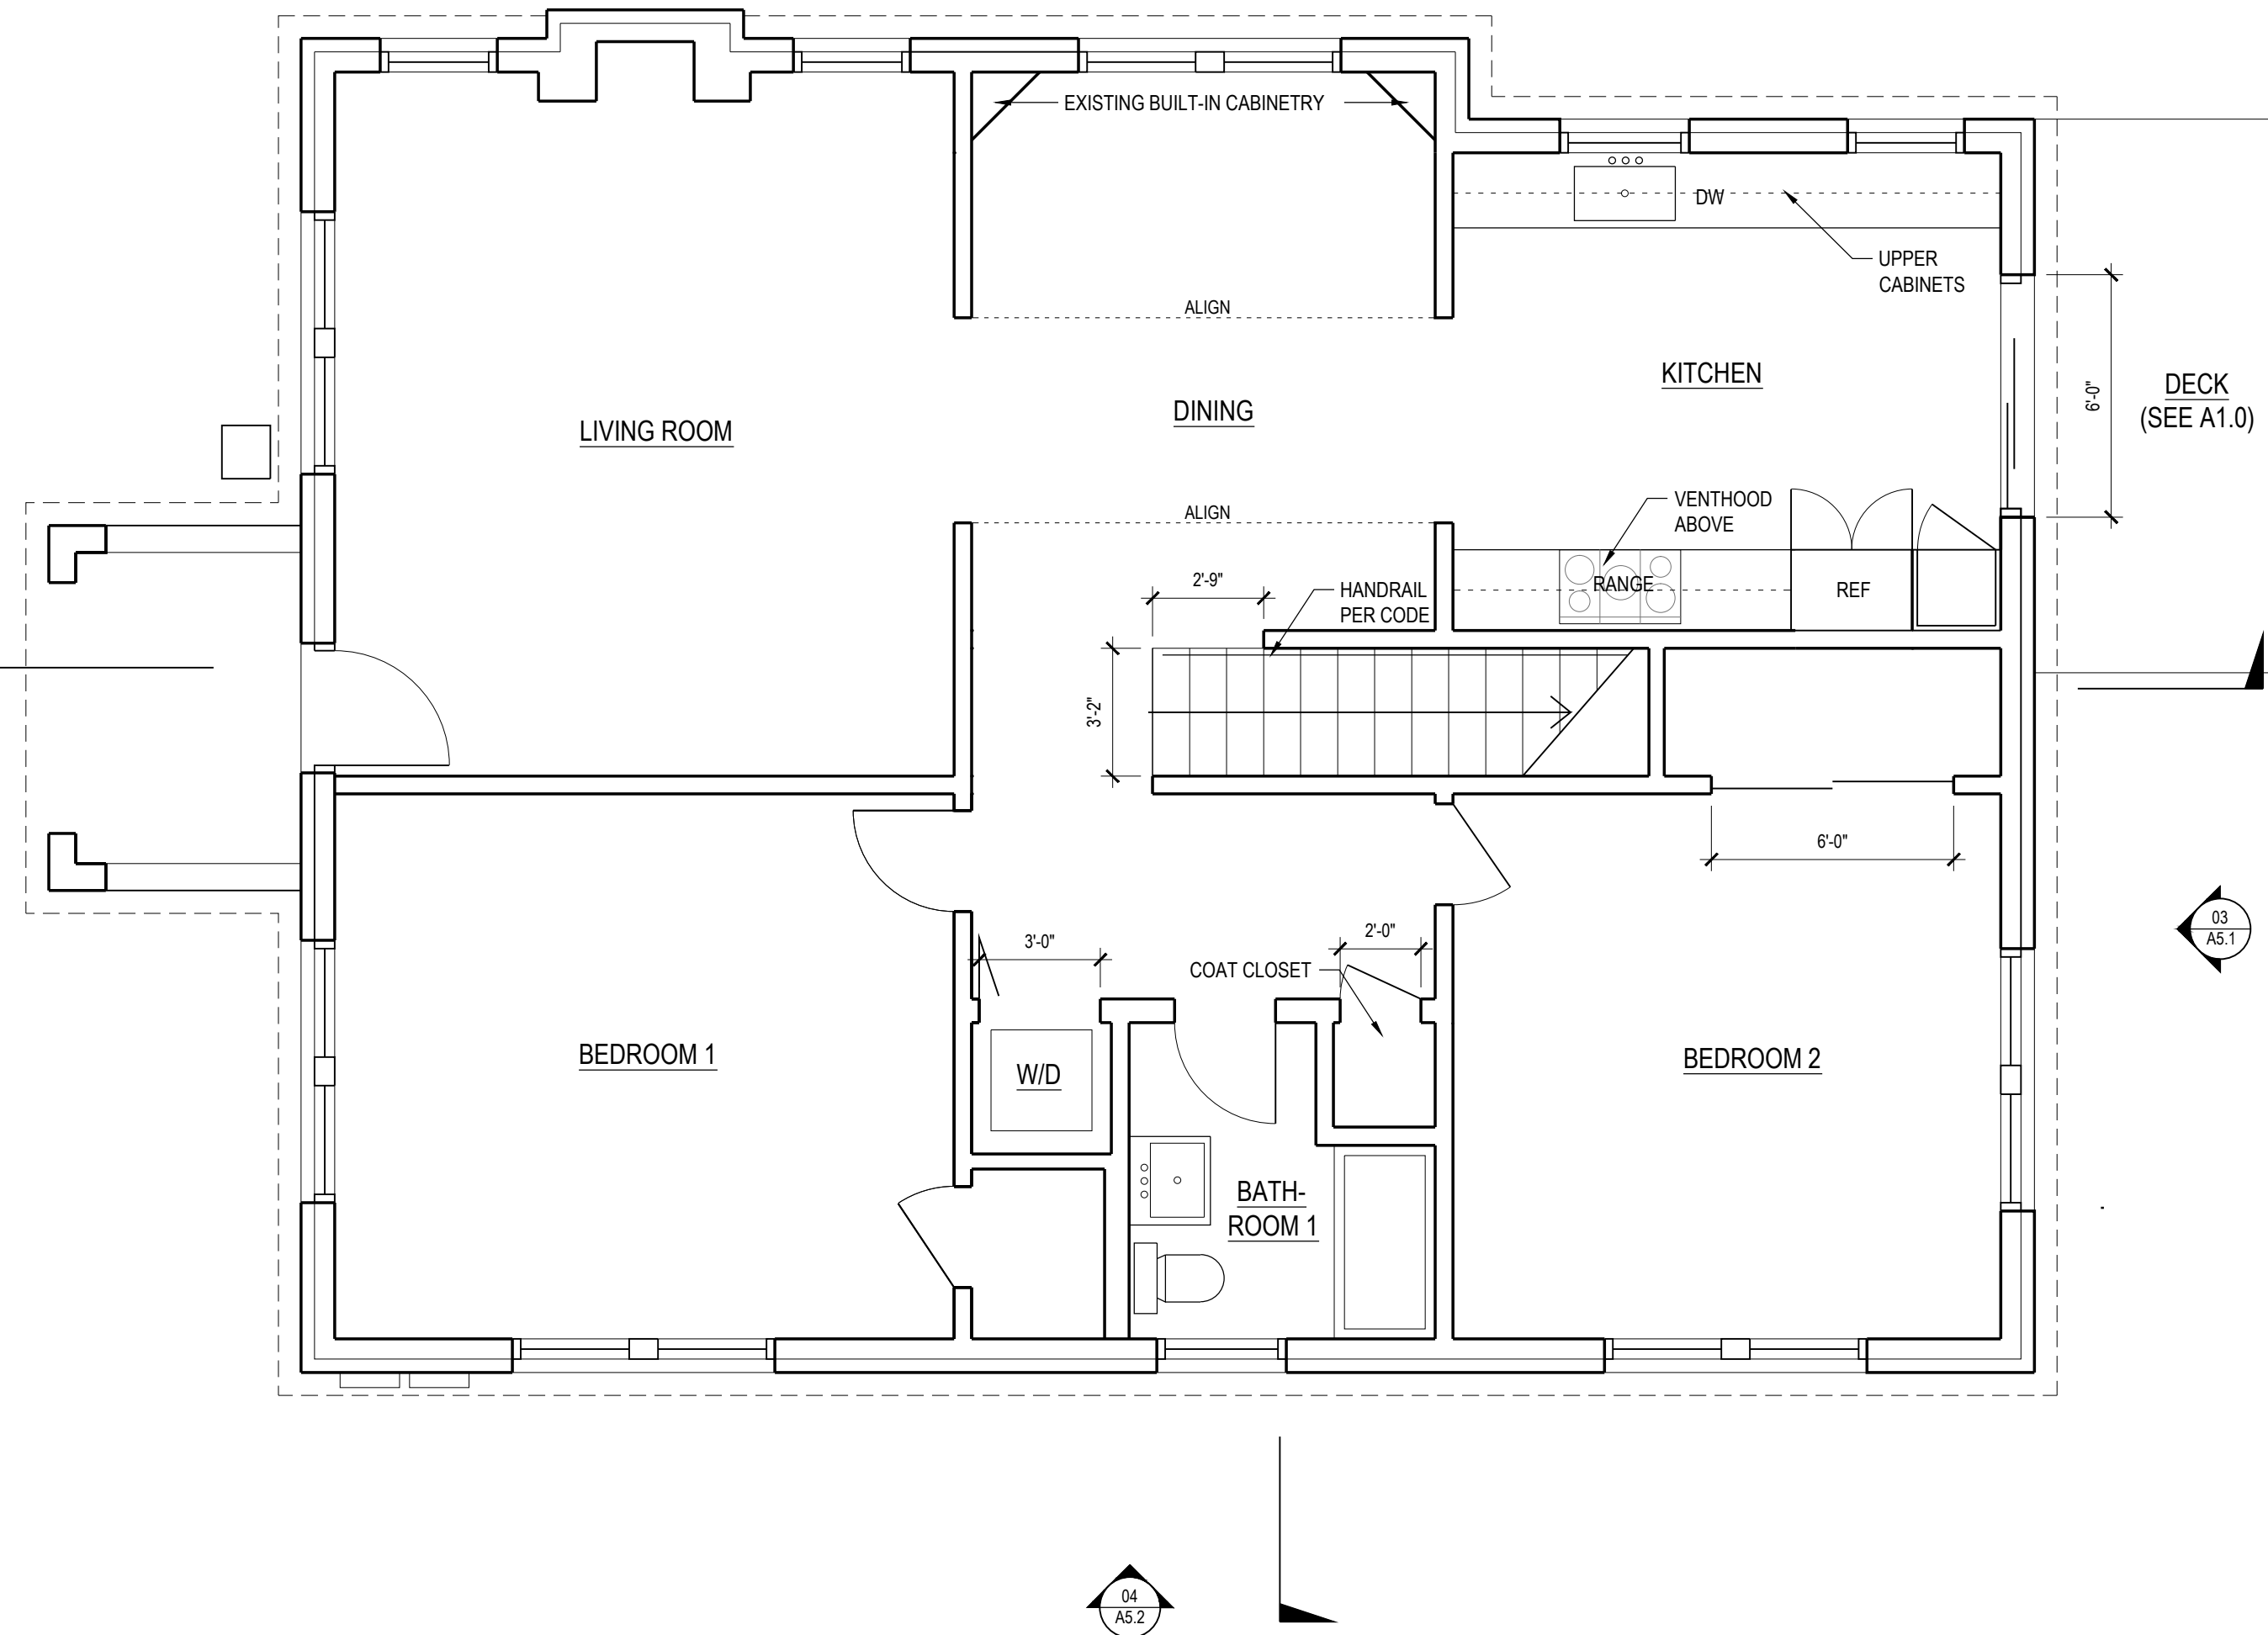 EXISTING BUILT-IN CABINETRY
DW
UPPER
CABINETS
ALIGN
KITCHEN
DECK
(SEE A1.0)
6'-0"
DINING
LIVING ROOM
VENTHOOD
ABOVE
ALIGN
RANGE
REF
2'-9"
HANDRAIL
PER CODE
3'-2"
6'-0"
03
A5.1
3'-0"
2'-0"
COAT CLOSET
BEDROOM 1
W/D
BEDROOM 2
BATH-
ROOM 1
04
A5.2